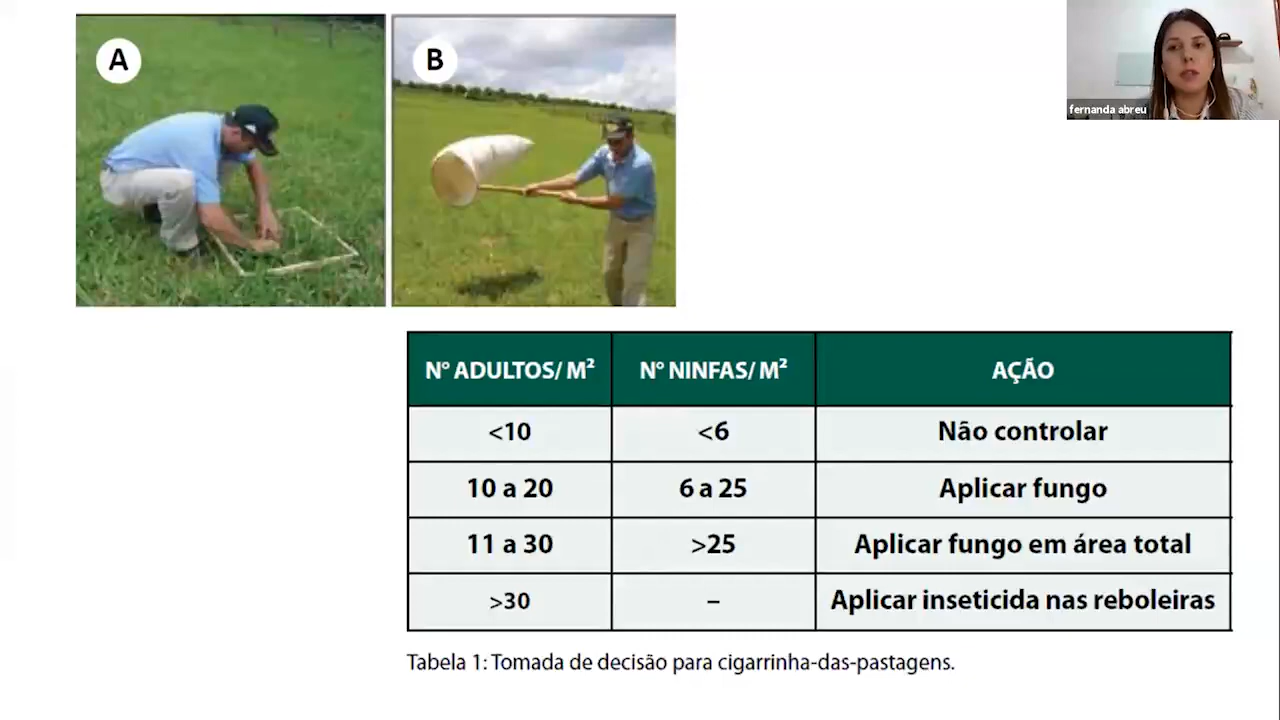 A
B
fernanda abreu
N° ADULTOS/ M²
N° NINFAS/ M²
AÇÃO
<10
<6
Não controlar
10 a 20
6 a 25
Aplicar fungo
11 a 30
>25
Aplicar fungo em área total
>30
–
Aplicar inseticida nas reboleiras
Tabela 1: Tomada de decisão para cigarrinha-das-pastagens.